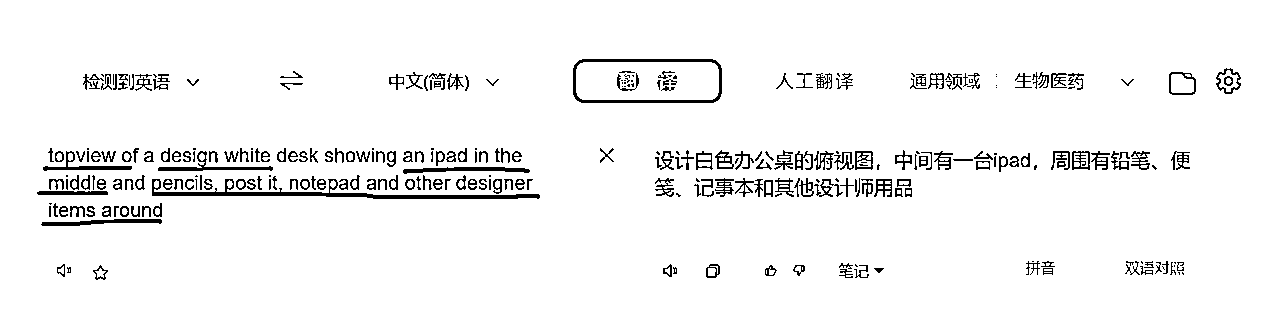 检测到英语
中文(简体)
翻 译
人工翻译
通用领域
生物医药
topview of a design white desk showing an ipad in the
middle and pencils, post it, notepad and other designer
items around
设计白色办公桌的俯视图，中间有一台ipad，周围有铅笔、便
笺、记事本和其他设计师用品
笔记
拼音
双语对照